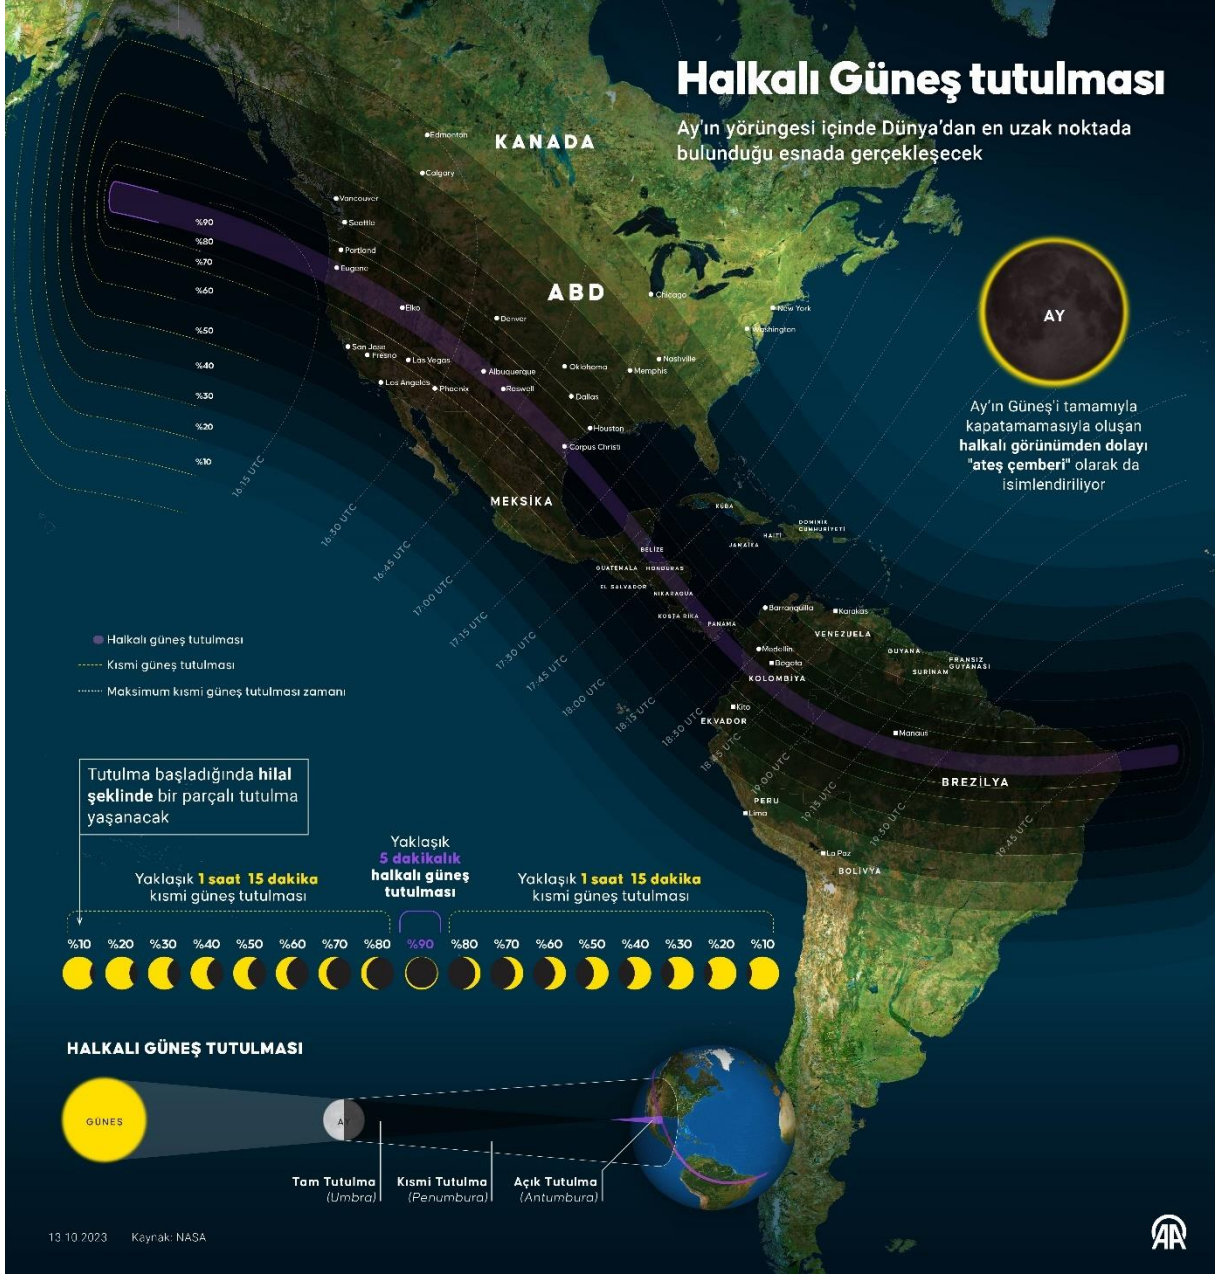 Halkalı Güneş tutulması
Ay'ın yörüngesi içinde Dünya'dan en uzak noktada
bulunduğu esnada gerçekleşecek
KANADA
Edmonton
Calgary
Vancouver
Seattle
Portland
Eugene
ABD
Elko
Denver
Chicago
New York
Washington
San Jose
Fresno
Las Vegas
Los Angeles
Phoenix
Albuquerque
Roswell
Oklohoma
Nashville
Memphis
Dallas
Houston
Corpus Christi
%90
%80
%70
%60
%50
%40
%30
%20
%10
AY
Ay'ın Güneş'i tamamıyla
kapatamamasıyla oluşan
halkalı görünümden dolayı
"ateş çemberi" olarak da
isimlendiriliyor
MEKSİKA
KÜBA
DOMİNİK
CUMHURİYETİ
HAİTİ
JAMAİKA
BELİZE
GUATEMALA
HONDURAS
EL SALVADOR
NİKARAGUA
KOSTA RİKA
PANAMA
Barranquilla
Karakas
VENEZUELA
GUYANA
SURİNAM
FRANSIZ
GUYANASI
Medellin
Bogota
KOLOMBİYA
Kito
EKVADOR
Manaus
BREZİLYA
PERU
Lima
La Paz
BOLİVYA
16:15 UTC
16:30 UTC
16:45 UTC
17:00 UTC
17:15 UTC
17:30 UTC
17:45 UTC
18:00 UTC
18:15 UTC
18:30 UTC
18:45 UTC
19:00 UTC
19:15 UTC
19:30 UTC
19:45 UTC
Halkalı güneş tutulması
Kısmi güneş tutulması
Maksimum kısmi güneş tutulması zamanı
Tutulma başladığında hilal
şeklinde bir parçalı tutulma
yaşanacak
Yaklaşık 1 saat 15 dakika
kısmi güneş tutulması
Yaklaşık
5 dakikalık
halkalı güneş
tutulması
Yaklaşık 1 saat 15 dakika
kısmi güneş tutulması
%10 %20 %30 %40 %50 %60 %70 %80 %90 %80 %70 %60 %50 %40 %30 %20 %10
HALKALI GÜNEŞ TUTULMASI
GÜNEŞ
AY
Tam Tutulma
(Umbra)
Kısmi Tutulma
(Penumbura)
Açık Tutulma
(Antumbura)
13.10.2023 Kaynak: NASA
AA